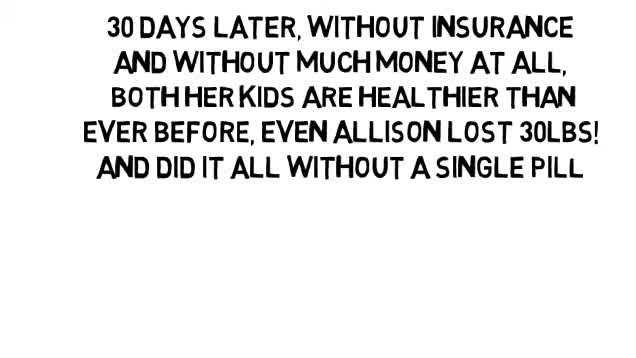 30 DAYS LATER, WITHOUT INSURANCE
AND WITHOUT MUCH MONEY AT ALL,
BOTH HER KIDS ARE HEALTHIER THAN
EVER BEFORE, EVEN ALLISON LOST 30LBS!
AND DID IT ALL WITHOUT A SINGLE PILL